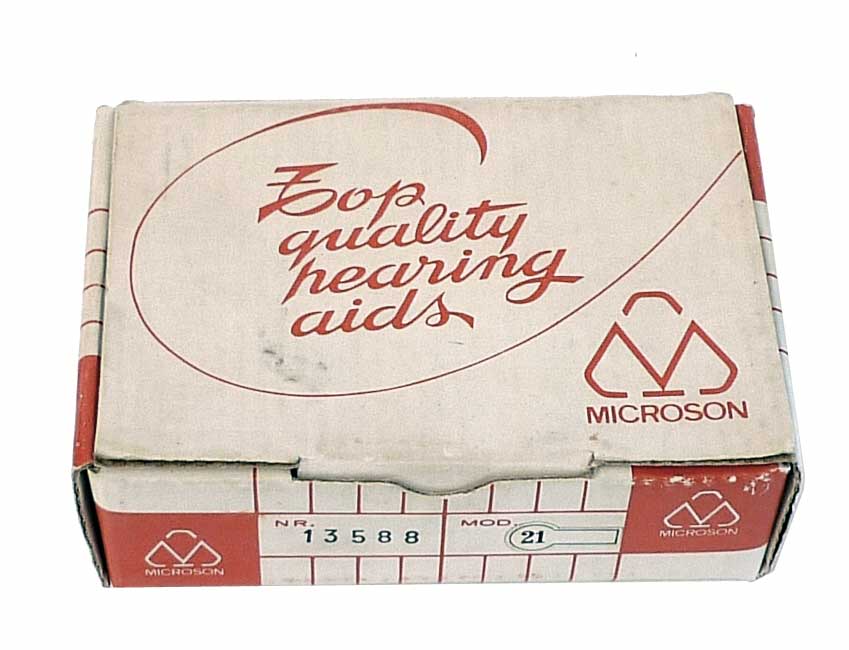 Top
quality
hearing
aids
MICROSON
NR. 13588 MOD. 21
MICROSON
MICROSON